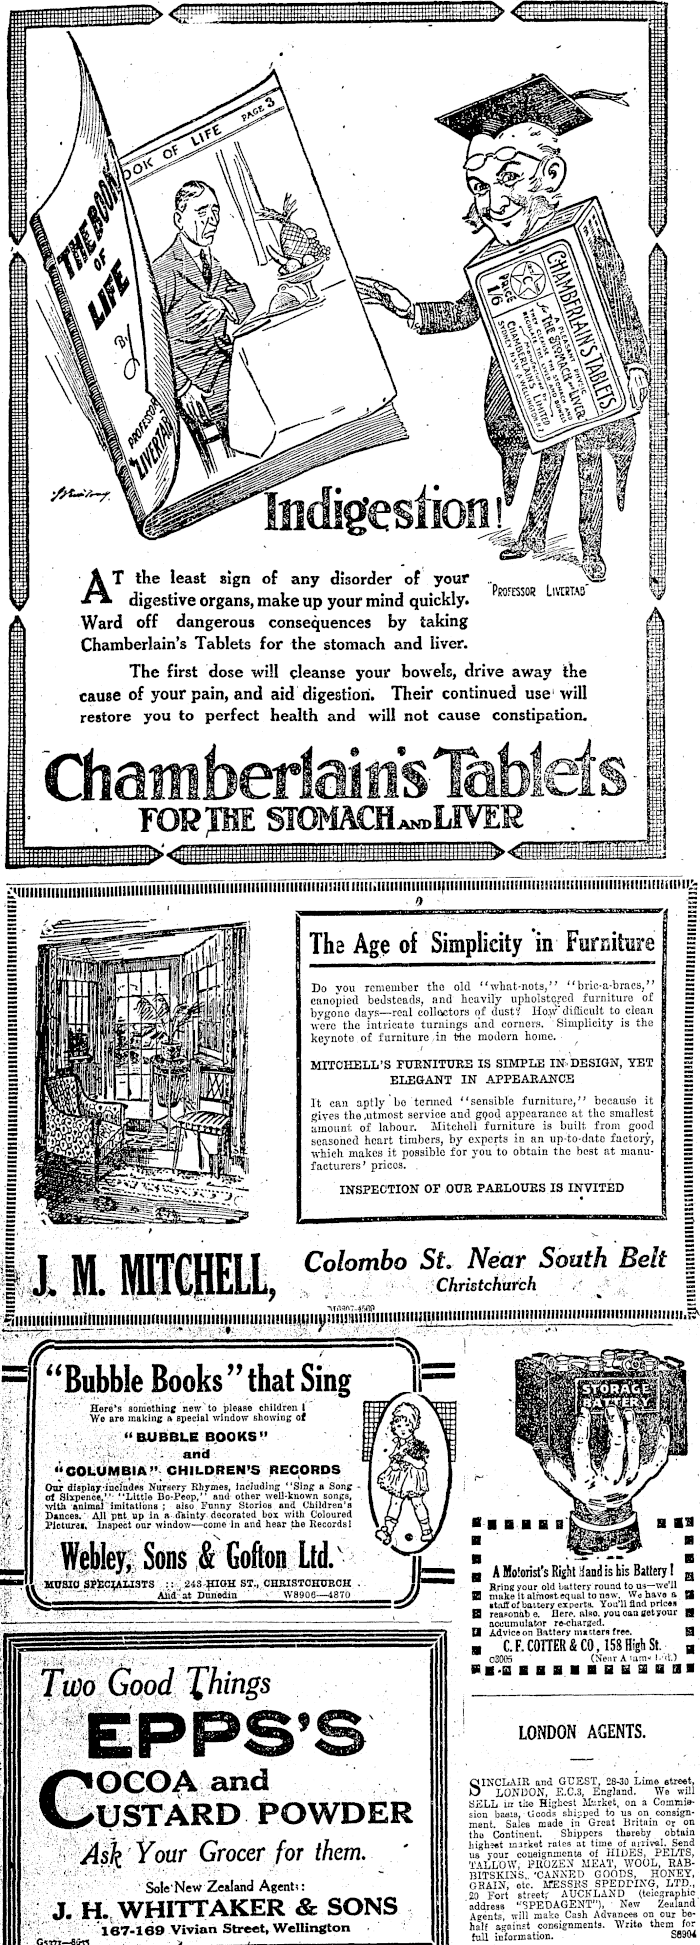 THE BOOK
OF
LIFE
By
PROFESSOR
"LIVERTAB"
BOOK OF LIFE PAGE 3
CHAMBERLAIN'S TABLETS
A PLEASANT PHYSIC
for THE STOMACH and LIVER
PRICE
1/6
CHAMBERLAIN'S LIMITED
Indigestion!
"PROFESSOR LIVERTAB"
AT the least sign of any disorder of your
digestive organs, make up your mind quickly.
Ward off dangerous consequences by taking
Chamberlain's Tablets for the stomach and liver.
The first dose will cleanse your bowels, drive away the
cause of your pain, and aid digestion. Their continued use will
restore you to perfect health and will not cause constipation.
Chamberlain's Tablets
FOR THE STOMACH AND LIVER
The Age of Simplicity in Furniture
Do you remember the old "what-nots," "bric-a-bracs,"
canopied bedsteads, and heavily upholstered furniture of
bygone days—real collectors of dust? How difficult to clean
were the intricate turnings and corners. Simplicity is the
keynote of furniture in the modern home.
MITCHELL'S FURNITURE IS SIMPLE IN DESIGN, YET
ELEGANT IN APPEARANCE
It can aptly be termed "sensible furniture," because it
gives the utmost service and good appearance at the smallest
amount of labour. Mitchell furniture is built from good
seasoned heart timbers, by experts in an up-to-date factory,
which makes it possible for you to obtain the best at manu-
facturers' prices.
INSPECTION OF OUR PARLOURS IS INVITED
J. M. MITCHELL,
Colombo St. Near South Belt
Christchurch
"Bubble Books" that Sing
Here's something new to please children!
We are making a special window showing of
"BUBBLE BOOKS"
and
"COLUMBIA" CHILDREN'S RECORDS
Our display includes Nursery Rhymes, including "Sing a Song
of Sixpence," "Little Bo-Peep," and other well-known songs,
with animal imitations; also Funny Stories and Children's
Dances. All put up in a dainty decorated box with Coloured
Pictures. Inspect our window—come in and hear the Records!
Webley, Sons & Gofton Ltd.
MUSIC SPECIALISTS :: 243 HIGH ST., CHRISTCHURCH
And at Dunedin W8906—4870
STORAGE
BATTERY
A Motorist's Right Hand is his Battery!
Bring your old battery round to us—we'll
make it almost equal to new. We have a
staff of battery experts. You'll find prices
reasonable. Here, also, you can get your
accumulator re-charged.
Advice on Battery matters free.
C. F. COTTER & CO, 158 High St.
C3005 (Near Adams Ltd.)
Two Good Things
EPPS'S
COCOA and
CUSTARD POWDER
Ask Your Grocer for them.
Sole New Zealand Agents:
J. H. WHITTAKER & SONS
167-169 Vivian Street, Wellington
LONDON AGENTS.
SINCLAIR and GUEST, 28-30 Lime street,
LONDON, E.C.3, England. We will
SELL in the Highest Market, on a Commis-
sion basis, Goods shipped to us on consign-
ment. Sales made in Great Britain or on
the Continent. Shippers thereby obtain
highest market rates at time of arrival. Send
us your consignments of HIDES, PELTS,
TALLOW, FROZEN MEAT, WOOL, RAB-
BITSKINS, CANNED GOODS, HONEY,
GRAIN, etc. MESSRS SPEDDING, LTD.,
20 Fort street, AUCKLAND (telegraphic
address "SPEDAGENT"), New Zealand
Agents, will make Cash Advances on our be-
half against consignments. Write them for
full information. S8904